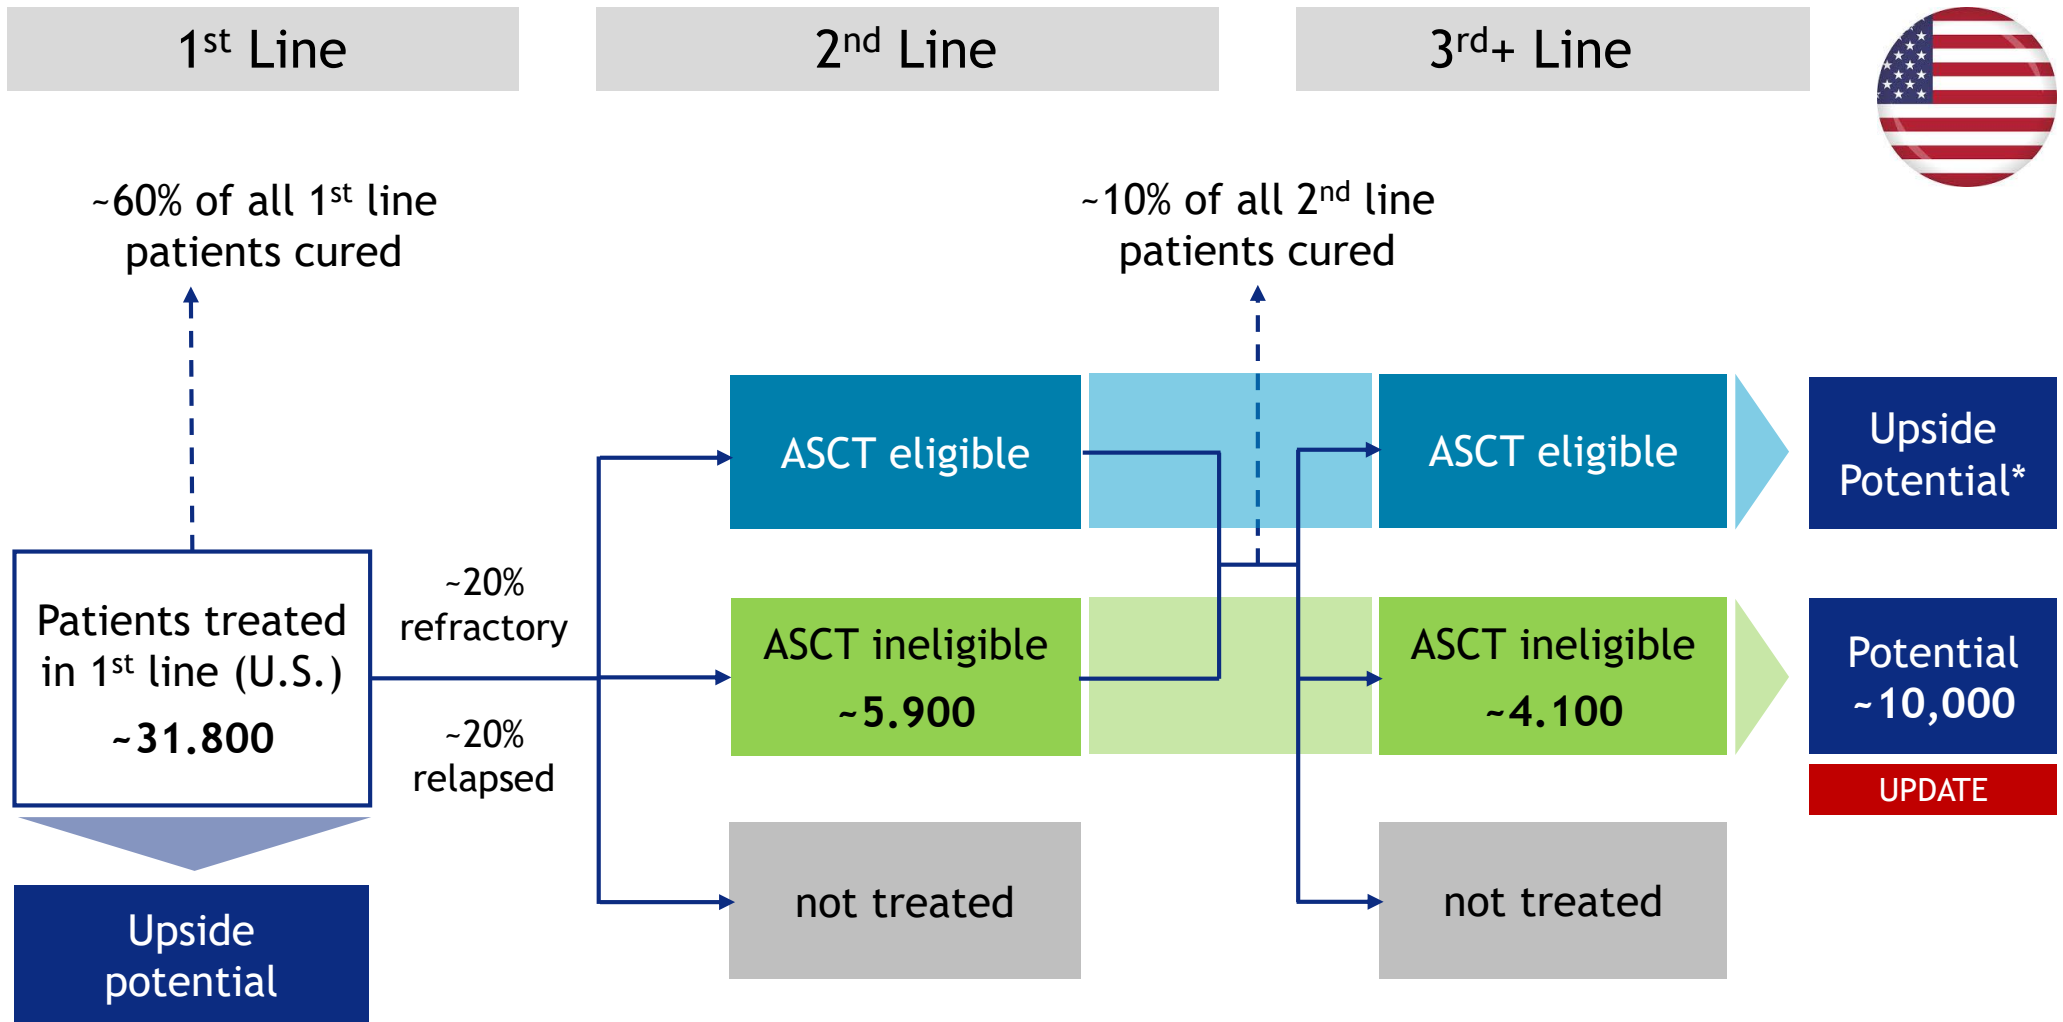 1st Line
2nd Line
3rd+ Line
~60% of all 1st line
patients cured
~10% of all 2nd line
patients cured
Patients treated
in 1st line (U.S.)
~31.800
Upside
potential
~20%
refractory
~20%
relapsed
ASCT eligible
ASCT ineligible
~5.900
not treated
ASCT eligible
ASCT ineligible
~4.100
not treated
Upside
Potential*
Potential
~10,000
UPDATE